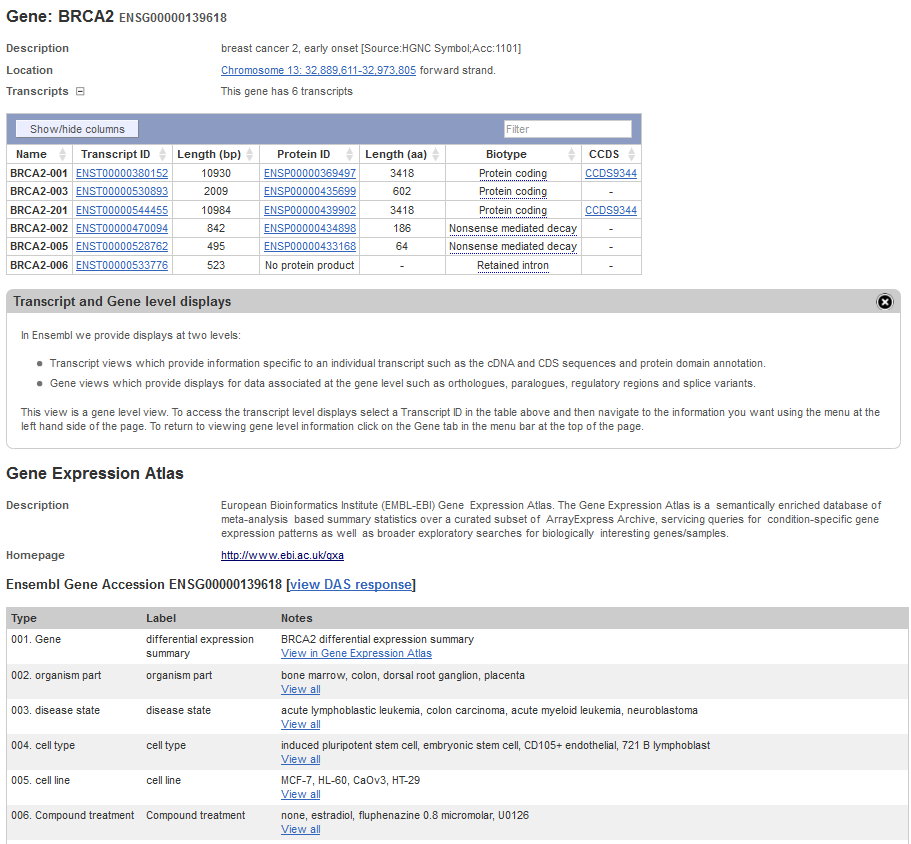 Gene: BRCA2 ENSG00000139618
Description breast cancer 2, early onset [Source:HGNC Symbol;Acc:1101]
Location Chromosome 13: 32,889,611-32,973,805 forward strand.
Transcripts This gene has 6 transcripts
Show/hide columns Filter
Name Transcript ID Length (bp) Protein ID Length (aa) Biotype CCDS
BRCA2-001 ENST00000380152 10930 ENSP00000369497 3418 Protein coding CCDS9344
BRCA2-003 ENST00000530893 2009 ENSP00000435699 602 Protein coding -
BRCA2-201 ENST00000544455 10984 ENSP00000439902 3418 Protein coding CCDS9344
BRCA2-002 ENST00000470094 842 ENSP00000434898 186 Nonsense mediated decay -
BRCA2-005 ENST00000528762 495 ENSP00000433168 64 Nonsense mediated decay -
BRCA2-006 ENST00000533776 523 No protein product - Retained intron -
Transcript and Gene level displays
In Ensembl we provide displays at two levels:
● Transcript views which provide information specific to an individual transcript such as the cDNA and CDS sequences and protein domain annotation.
● Gene views which provide displays for data associated at the gene level such as orthologues, paralogues, regulatory regions and splice variants.
This view is a gene level view. To access the transcript level displays select a Transcript ID in the table above and then navigate to the information you want using the menu at the
left hand side of the page. To return to viewing gene level information click on the Gene tab in the menu bar at the top of the page.
Gene Expression Atlas
Description European Bioinformatics Institute (EMBL-EBI) Gene Expression Atlas. The Gene Expression Atlas is a semantically enriched database of
meta-analysis based summary statistics over a curated subset of ArrayExpress Archive, servicing queries for condition-specific gene
expression patterns as well as broader exploratory searches for biologically interesting genes/samples.
Homepage http://www.ebi.ac.uk/gxa
Ensembl Gene Accession ENSG00000139618 [view DAS response]
Type Label Notes
001. Gene differential expression BRCA2 differential expression summary
summary View in Gene Expression Atlas
002. organism part organism part bone marrow, colon, dorsal root ganglion, placenta
View all
003. disease state disease state acute lymphoblastic leukemia, colon carcinoma, acute myeloid leukemia, neuroblastoma
View all
004. cell type cell type induced pluripotent stem cell, embryonic stem cell, CD105+ endothelial, 721 B lymphoblast
View all
005. cell line cell line MCF-7, HL-60, CaOv3, HT-29
View all
006. Compound treatment Compound treatment none, estradiol, fluphenazine 0.8 micromolar, U0126
View all